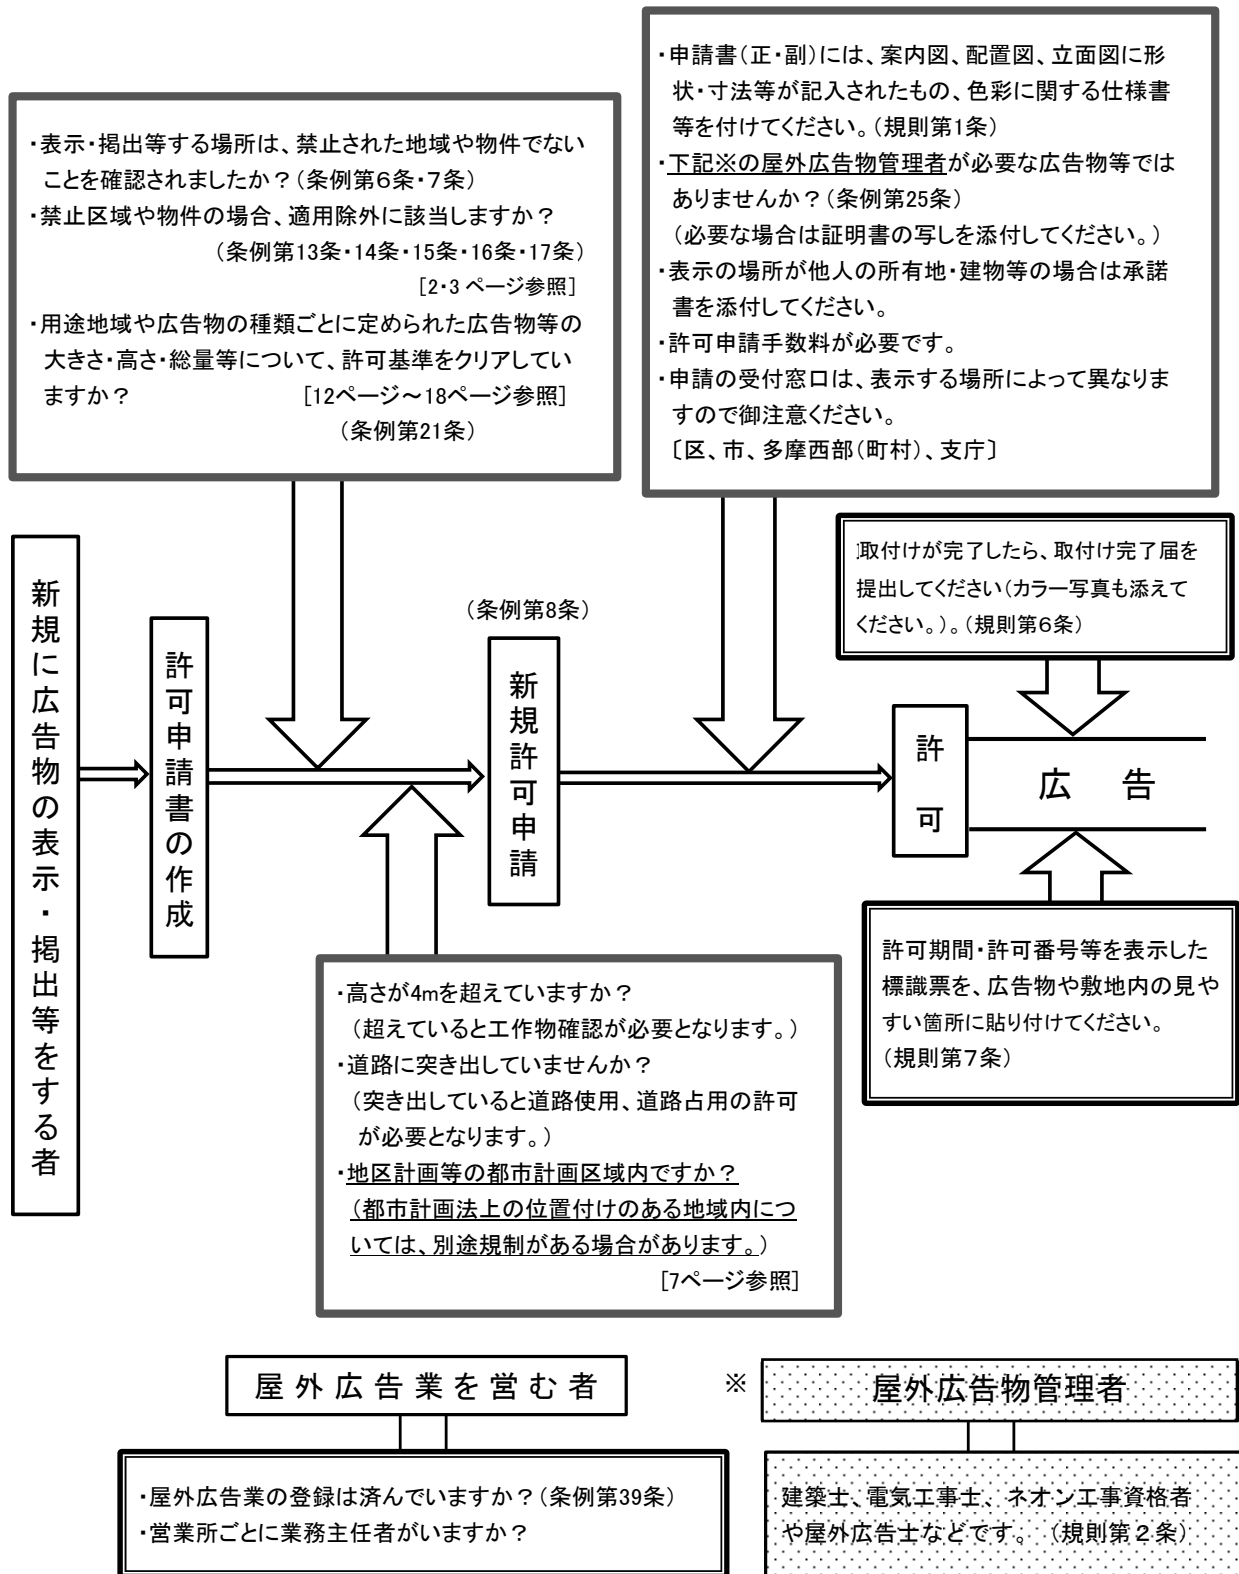 ・表示・掲出等する場所は、禁止された地域や物件でない
ことを確認されましたか？(条例第６条・７条)
・禁止区域や物件の場合、適用除外に該当しますか？
(条例第13条・14条・15条・16条・17条)
[2・3 ページ参照]
・用途地域や広告物の種類ごとに定められた広告物等の
大きさ・高さ・総量等について、許可基準をクリアしてい
ますか？ [12ページ～18ページ参照]
(条例第21条)
・申請書(正・副)には、案内図、配置図、立面図に形
状・寸法等が記入されたもの、色彩に関する仕様書
等を付けてください。(規則第1条)
・下記※の屋外広告物管理者が必要な広告物等では
ありませんか？(条例第25条)
(必要な場合は証明書の写しを添付してください。)
・表示の場所が他人の所有地・建物等の場合は承諾
書を添付してください。
・許可申請手数料が必要です。
・申請の受付窓口は、表示する場所によって異なりま
すので御注意ください。
〔区、市、多摩西部(町村)、支庁〕
取付けが完了したら、取付け完了届を
提出してください(カラー写真も添えて
ください。)。(規則第６条)
新規に広告物の表示・掲出等をする者
許可申請書の作成
(条例第8条)
新規許可申請
許可
広 告
・高さが4mを超えていますか？
(超えていると工作物確認が必要となります。)
・道路に突き出していませんか？
(突き出していると道路使用、道路占用の許可
が必要となります。)
・地区計画等の都市計画区域内ですか？
(都市計画法上の位置付けのある地域内につ
いては、別途規制がある場合があります。)
[7ページ参照]
許可期間・許可番号等を表示した
標識票を、広告物や敷地内の見や
すい箇所に貼り付けてください。
(規則第７条)
屋外広告業を営む者
・屋外広告業の登録は済んでいますか？(条例第39条)
・営業所ごとに業務主任者がいますか？
※ 屋外広告物管理者
建築士、電気工事士、ネオン工事資格者
や屋外広告士などです。 (規則第２条)